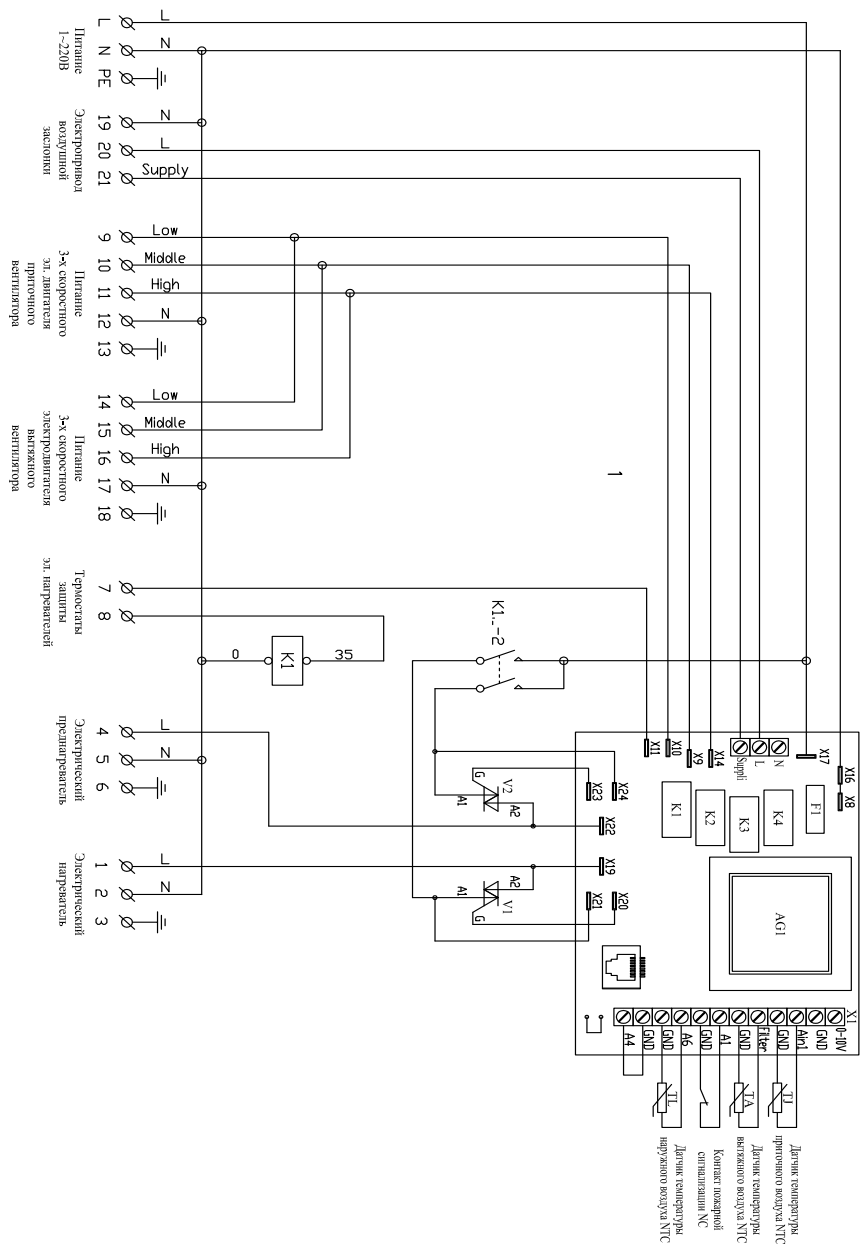 L
L
N
N
PE
Питание
1~220В
19
N
20
L
21
Supply
Электропривод
воздушной
заслонки
9
Low
10
Middle
11
High
12
N
13
Питание
3-х скоростного
эл. двигателя
приточного
вентилятора
14
Low
15
Middle
16
High
17
N
18
Питание
3-х скоростного
электродвигателя
вытяжного
вентилятора
7
8
Термостаты
защиты
эл. нагревателей
0
K1
35
4
L
5
N
6
Электрический
преднагреватель
1
L
2
N
3
Электрический
нагреватель
1
K1.-2
G
V2
A1
A2
A2
A1
V1
G
X11
X10
X9
X14
Suppli
L
N
X17
X16
X8
X23
X24
X22
X19
X21
X20
K1
K2
K3
K4
F1
AG1
X1
0-10V
GND
Ain1
GND
Filter
GND
A1
GND
A6
GND
GND
A4
TJ
TA
TL
Датчик температуры
приточного воздуха NTC
Датчик температуры
вытяжного воздуха NTC
Контакт пожарной
сигнализации NC
Датчик температуры
наружного воздуха NTC